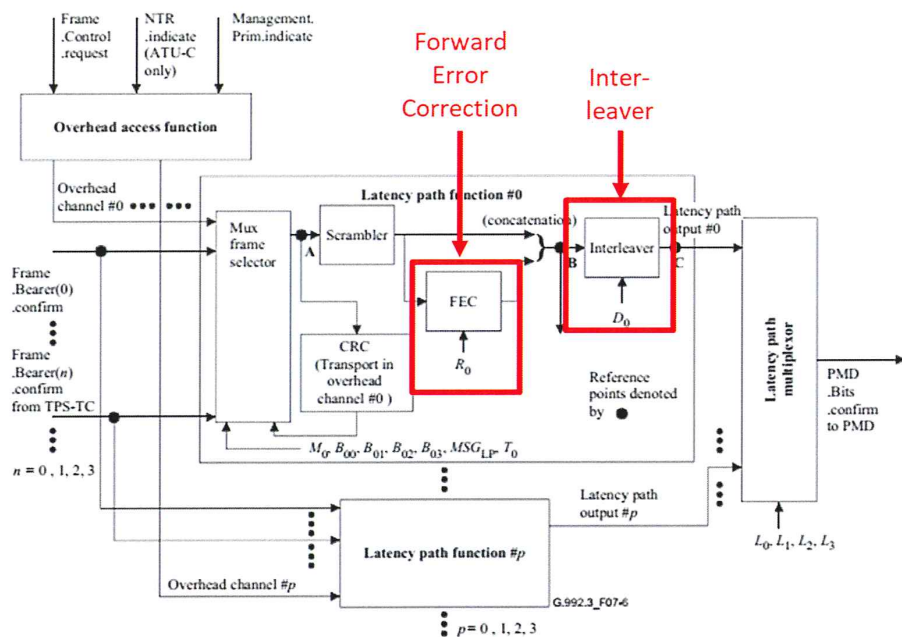 Frame
.Control
.request
NTR
.indicate
(ATU-C
only)
Management.
Prim.indicate
Forward
Error
Correction
Inter-
leaver
Overhead access function
Overhead
channel #0
Latency path function #0
(concatenation)
Latency path
output #0
Mux
frame
selector
A
Scrambler
B
Interleaver
C
Frame
.Bearer(0)
.confirm
FEC
D0
R0
CRC
(Transport in
overhead
channel #0 )
Frame
.Bearer(n)
.confirm
from TPS-TC
Reference
points denoted
by
Latency path
multiplexor
PMD
.Bits
.confirm
to PMD
M0, B00, B01, B02, B03, MSGLP, T0
n = 0 , 1, 2, 3
Latency path
output #p
Latency path function #p
L0, L1, L2, L3
Overhead channel #p
G.992.3_F07-6
p = 0 , 1, 2, 3